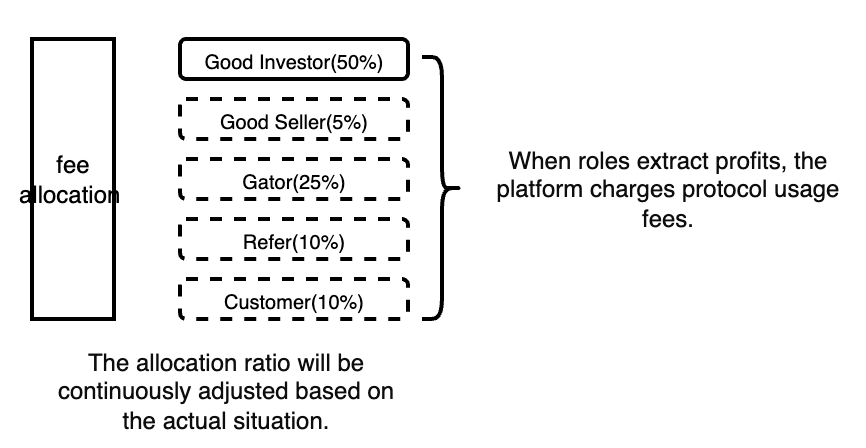 fee
allocation
Good Investor(50%)
Good Seller(5%)
Gator(25%)
Refer(10%)
Customer(10%)
When roles extract profits, the
platform charges protocol usage
fees.
The allocation ratio will be
continuously adjusted based on
the actual situation.